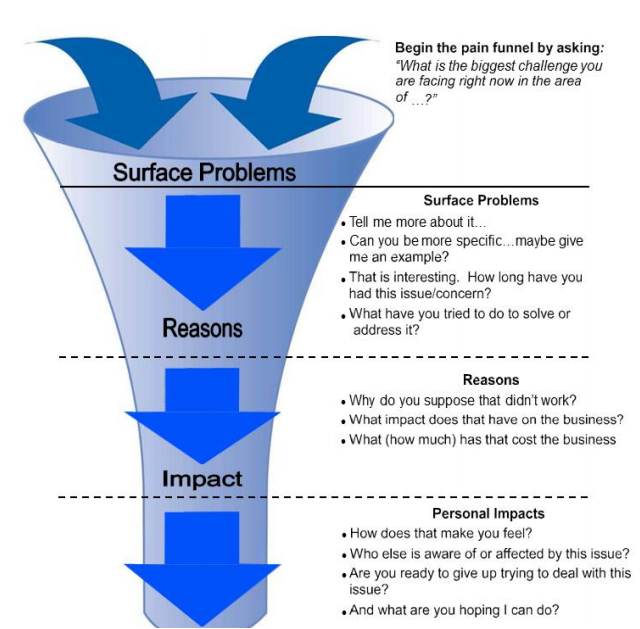 Begin the pain funnel by asking:
"What is the biggest challenge you
are facing right now in the area
of ...?"
Surface Problems
Surface Problems
• Tell me more about it...
• Can you be more specific...maybe give
me an example?
• That is interesting. How long have you
had this issue/concern?
• What have you tried to do to solve or
address it?
Reasons
Reasons
• Why do you suppose that didn't work?
• What impact does that have on the business?
• What (how much) has that cost the business
Impact
Personal Impacts
• How does that make you feel?
• Who else is aware of or affected by this issue?
• Are you ready to give up trying to deal with this
issue?
• And what are you hoping I can do?